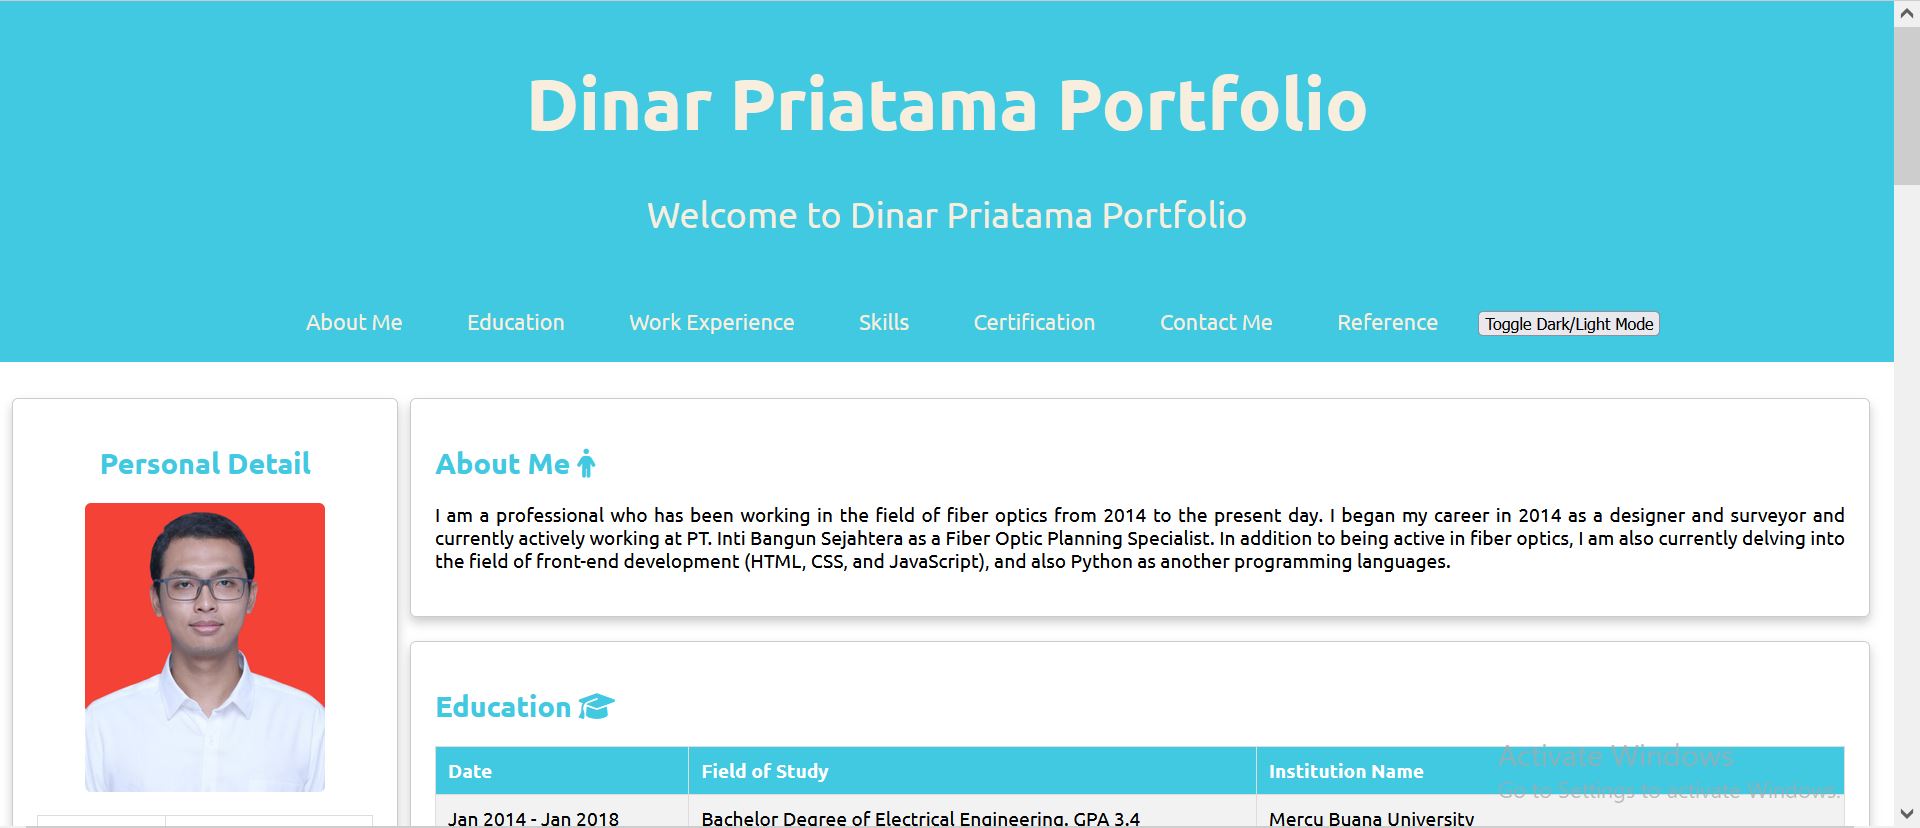 Dinar Priatama Portfolio
Welcome to Dinar Priatama Portfolio
About Me Education Work Experience Skills Certification Contact Me Reference Toggle Dark/Light Mode
Personal Detail
About Me
I am a professional who has been working in the field of fiber optics from 2014 to the present day. I began my career in 2014 as a designer and surveyor and
currently actively working at PT. Inti Bangun Sejahtera as a Fiber Optic Planning Specialist. In addition to being active in fiber optics, I am also currently delving into
the field of front-end development (HTML, CSS, and JavaScript), and also Python as another programming languages.
Education
Date Field of Study Institution Name
Jan 2014 - Jan 2018 Bachelor Degree of Electrical Engineering. GPA 3.4 Mercu Buana University
Activate Windows
Go to Settings to activate Windows.